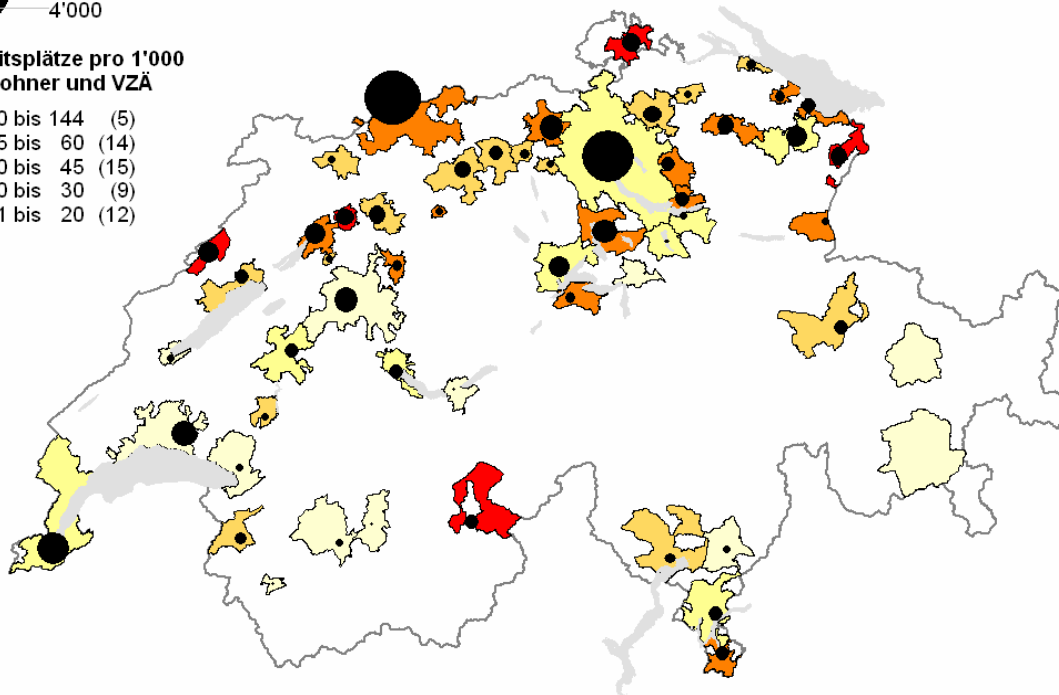 4'000
itsplätze pro 1'000
ohner und VZÄ
0 bis 144 (5)
5 bis 60 (14)
0 bis 45 (15)
0 bis 30 (9)
1 bis 20 (12)